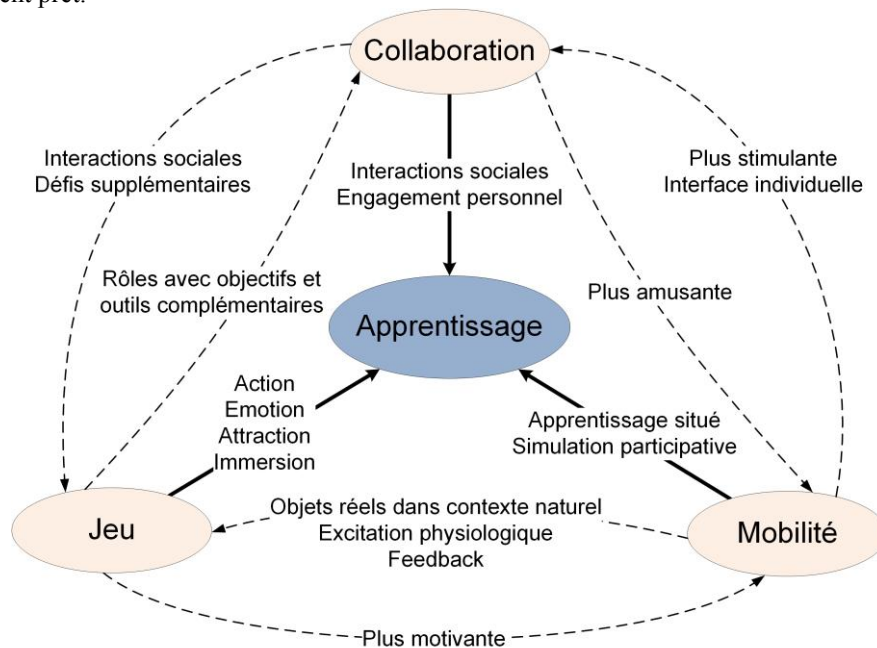 prêt.
Collaboration
Interactions sociales
Défis supplémentaires
Interactions sociales
Engagement personnel
Plus stimulante
Interface individuelle
Rôles avec objectifs et
outils complémentaires
Plus amusante
Apprentissage
Action
Emotion
Attraction
Immersion
Apprentissage situé
Simulation participative
Jeu
Objets réels dans contexte naturel
Excitation physiologique
Feedback
Mobilité
Plus motivante